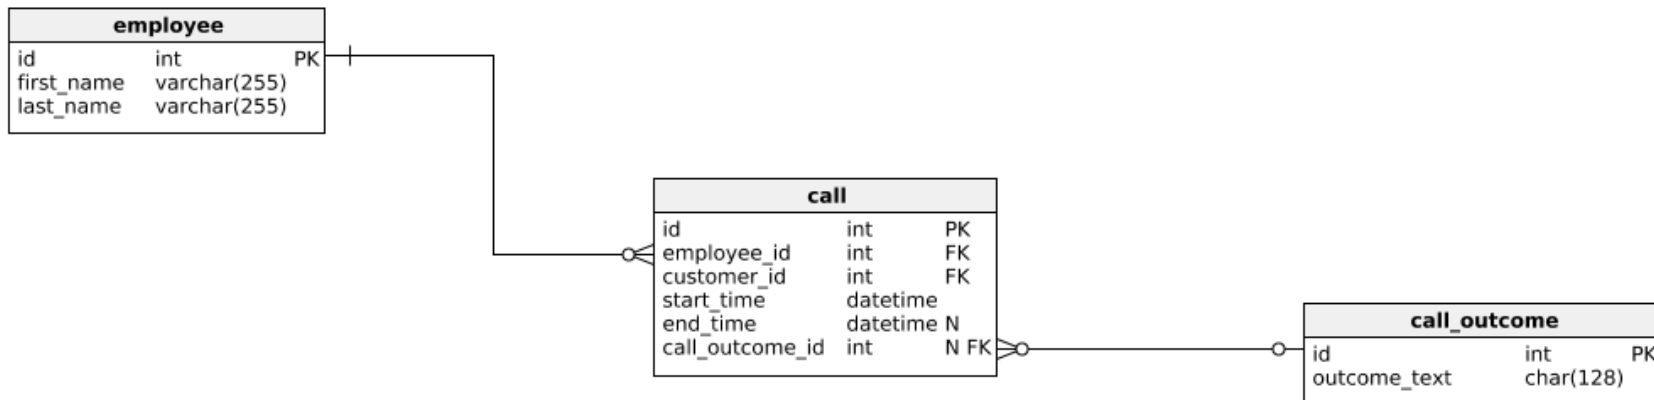 employee
id int PK
first_name varchar(255)
last_name varchar(255)
call
id int PK
employee_id int FK
customer_id int FK
start_time datetime
end_time datetime N
call_outcome_id int N FK
call_outcome
id int PK
outcome_text char(128)